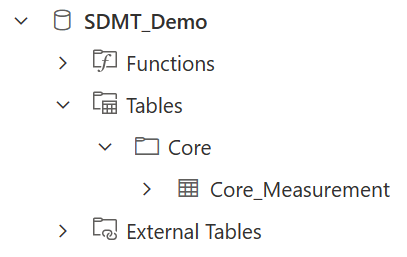 SDMT_Demo
Functions
Tables
Core
Core_Measurement
External Tables